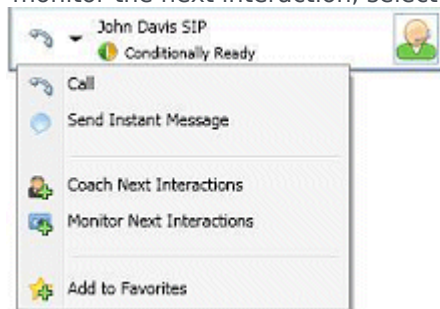 monitor the next interaction, select
John Davis SIP
Conditionally Ready
Call
Send Instant Message
Coach Next Interactions
Monitor Next Interactions
Add to Favorites